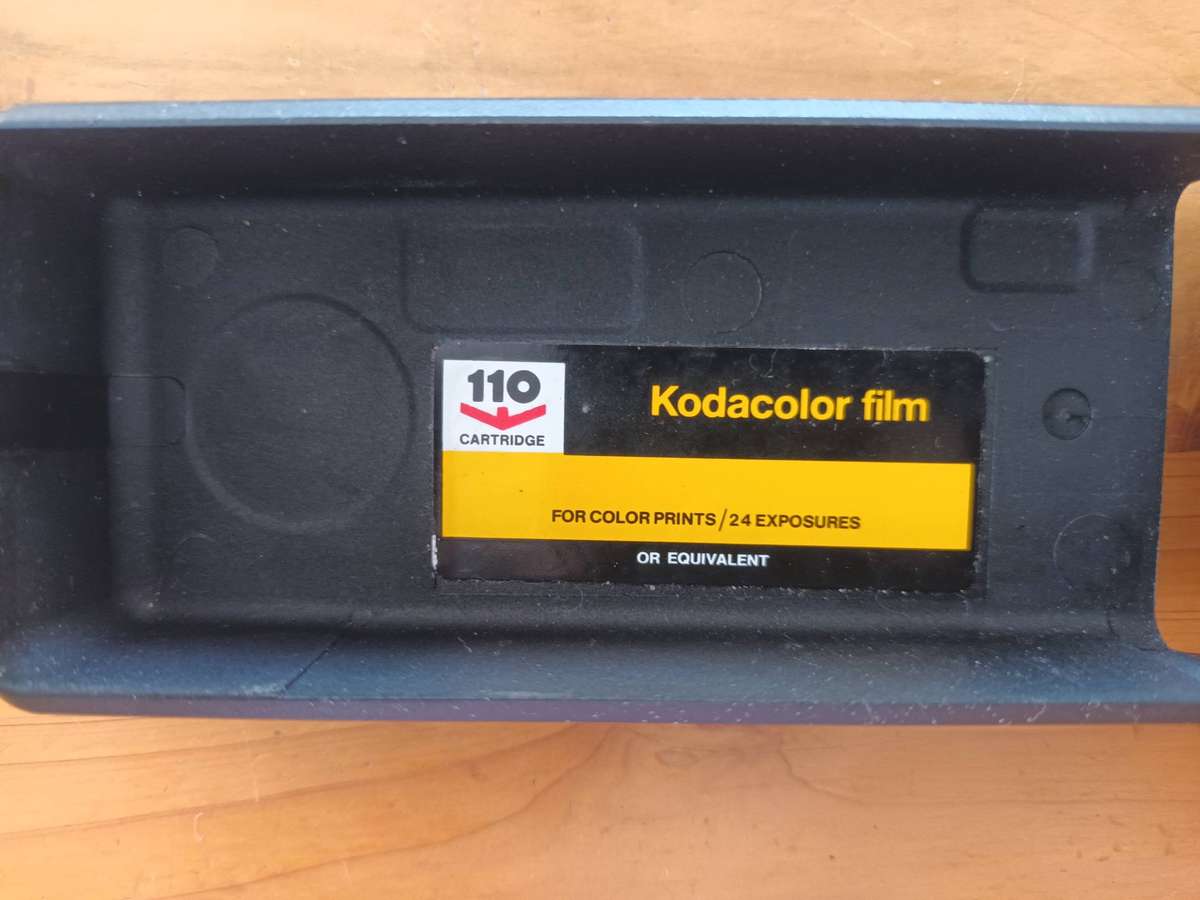 110
CARTRIDGE
Kodacolor film
FOR COLOR PRINTS/24 EXPOSURES
OR EQUIVALENT